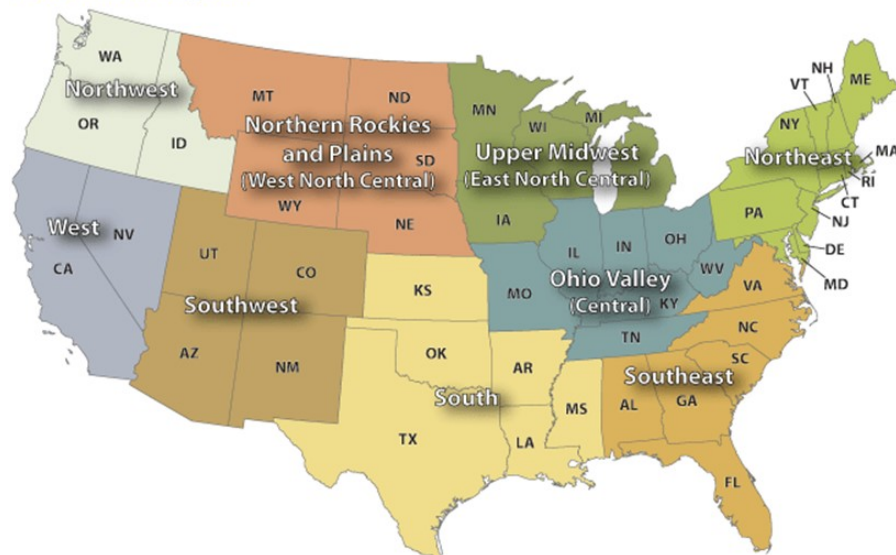 WA
Northwest
OR
ID
MT
ND
Northern Rockies
and Plains
(West North Central)
SD
WY
NE
MN
WI
MI
Upper Midwest
(East North Central)
IA
NH
VT
ME
NY
MA
Northeast
RI
CT
PA
NJ
DE
MD
West
NV
CA
UT
CO
Southwest
AZ
NM
KS
OK
AR
South
TX
LA
MS
IL
IN
OH
WV
Ohio Valley
(Central)
MO
KY
TN
VA
NC
SC
Southeast
AL
GA
FL